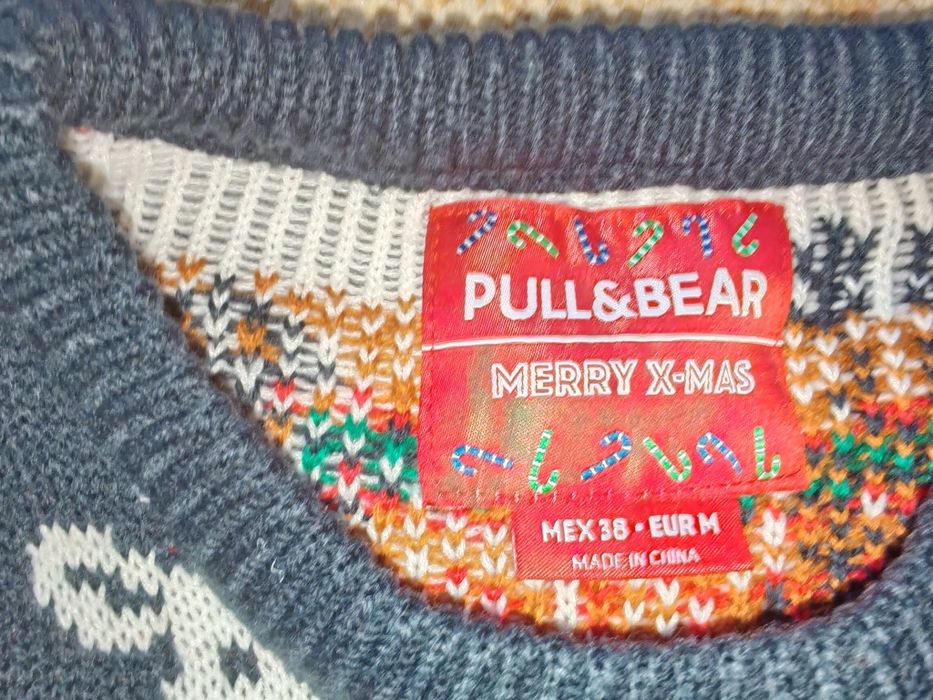 PULL&BEAR
MERRY X-MAS
MEX 38 • EUR M
MADE IN CHINA